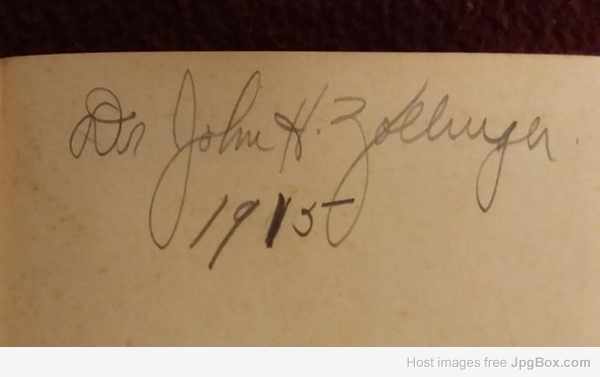 Dr John H. Zollinger.
1915
Host images free JpgBox.com